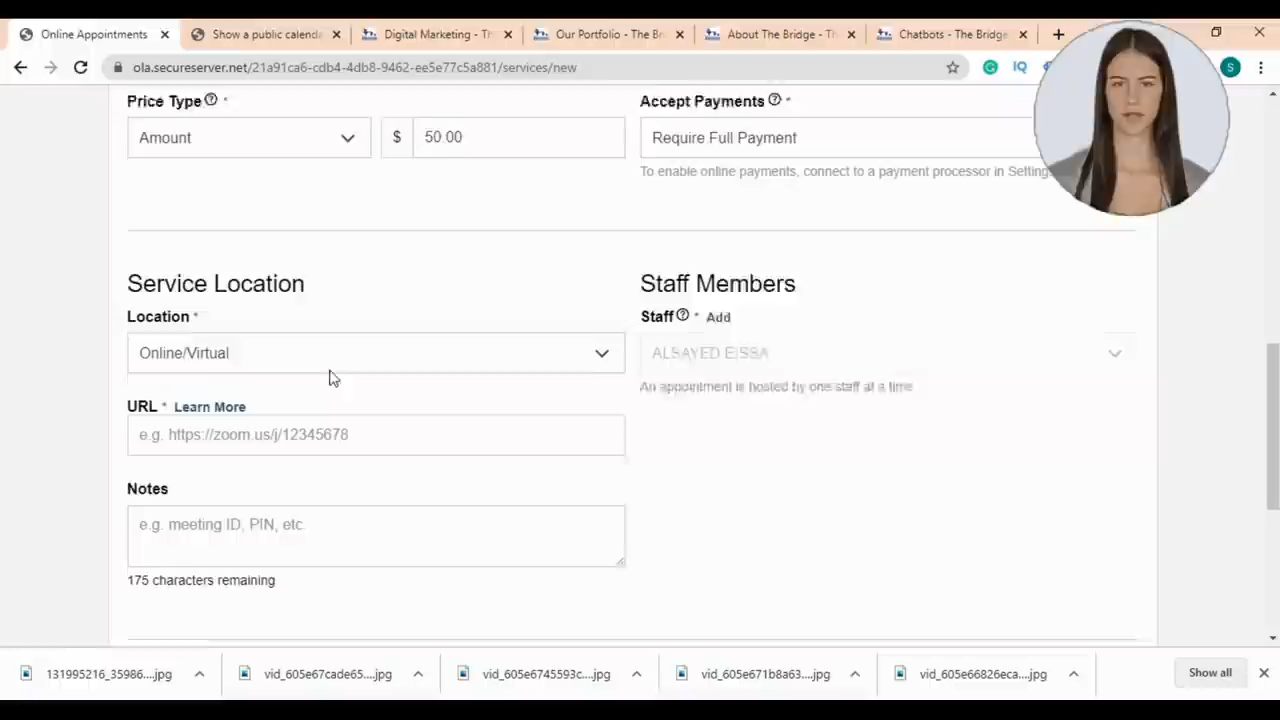 Online Appointments
Show a public calenda
Digital Marketing - Th
Our Portfolio - The Br
About The Bridge - Th
Chatbots - The Bridge
ola.secureserver.net/21a91ca6-cdb4-4db8-9462-ee5e77c5a881/services/new
IQ
S
Price Type *
Accept Payments *
Amount
$ 50.00
Require Full Payment
To enable online payments, connect to a payment processor in Setting
Service Location
Staff Members
Location *
Staff * Add
Online/Virtual
ALSAYED EISSA
An appointment is hosted by one staff at a time
URL * Learn More
e.g. https://zoom.us/j/12345678
Notes
e.g. meeting ID, PIN, etc.
175 characters remaining
131995216_35986....jpg
vid_605e67cade65....jpg
vid_605e6745593c....jpg
vid_605e671b8a63....jpg
vid_605e66826eca....jpg
Show all